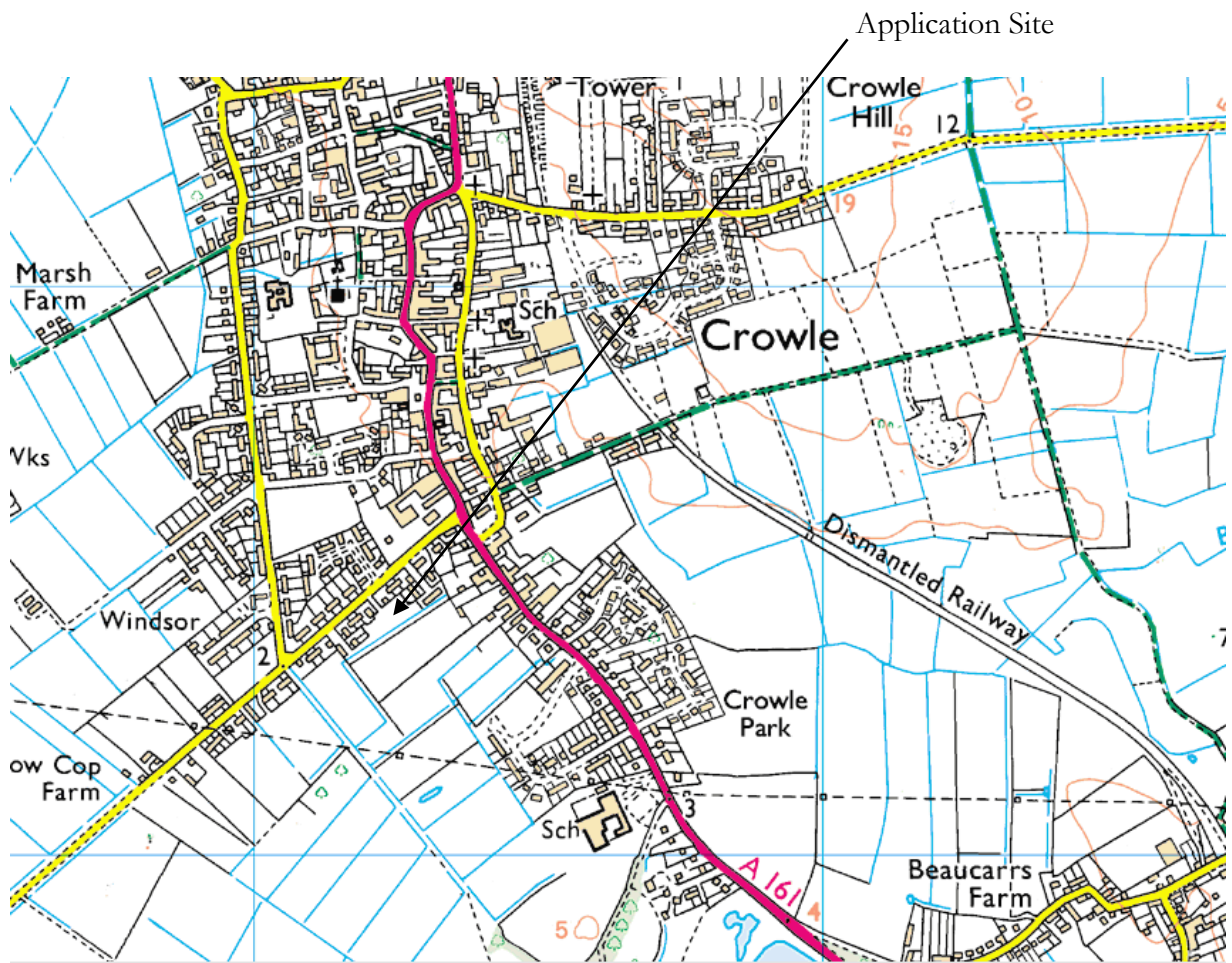 Application Site
Tower
Crowle
Hill
12
15
10
19
Marsh
Farm
Sch
Crowle
Wks
Windsor
2
Dismantled Railway
7
Crowle
Park
ow Cop
Farm
Sch
3
A 161
4
5
Beaucarrs
Farm